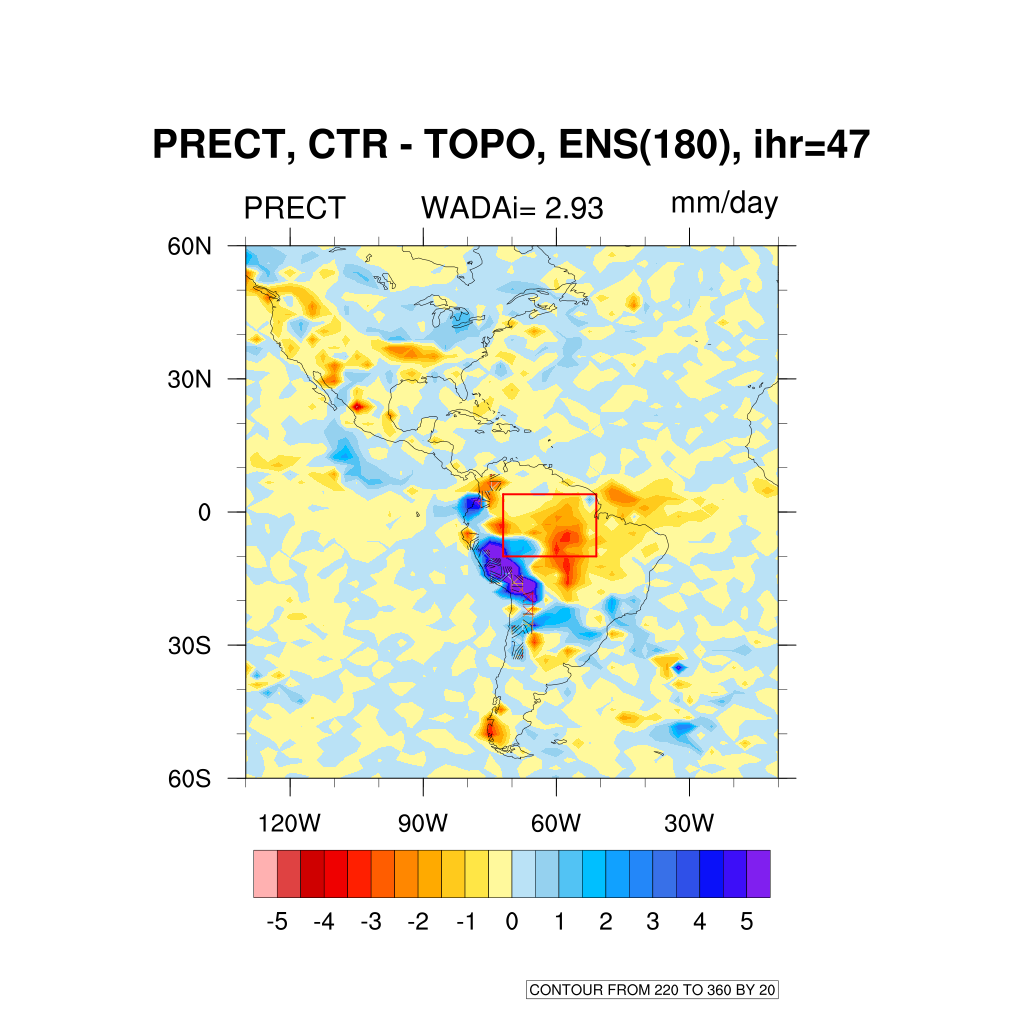 PRECT, CTR - TOPO, ENS(180), ihr=47
PRECT WADAi= 2.93 mm/day
60N
30N
0
30S
60S
120W 90W 60W 30W
-5 -4 -3 -2 -1 0 1 2 3 4 5
CONTOUR FROM 220 TO 360 BY 20